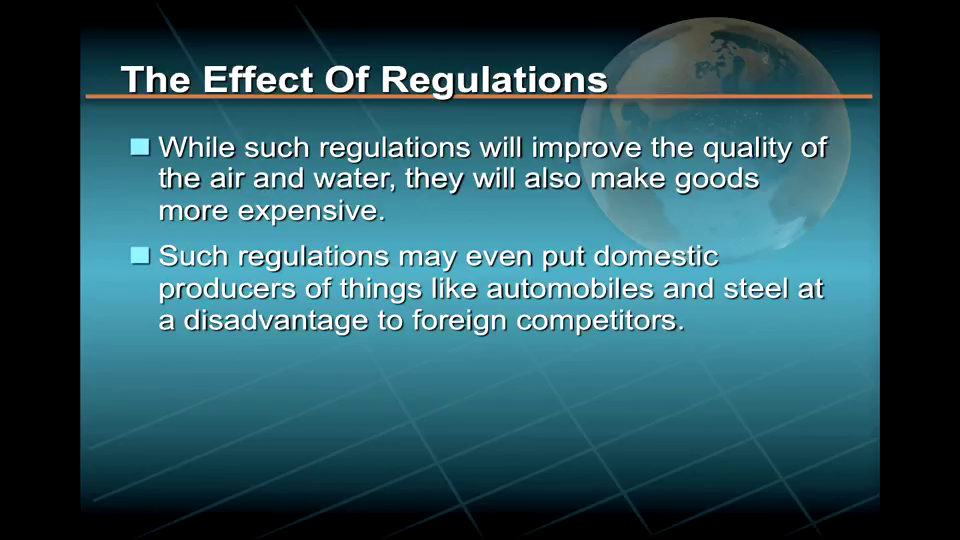 The Effect Of Regulations
While such regulations will improve the quality of
the air and water, they will also make goods
more expensive.
Such regulations may even put domestic
producers of things like automobiles and steel at
a disadvantage to foreign competitors.